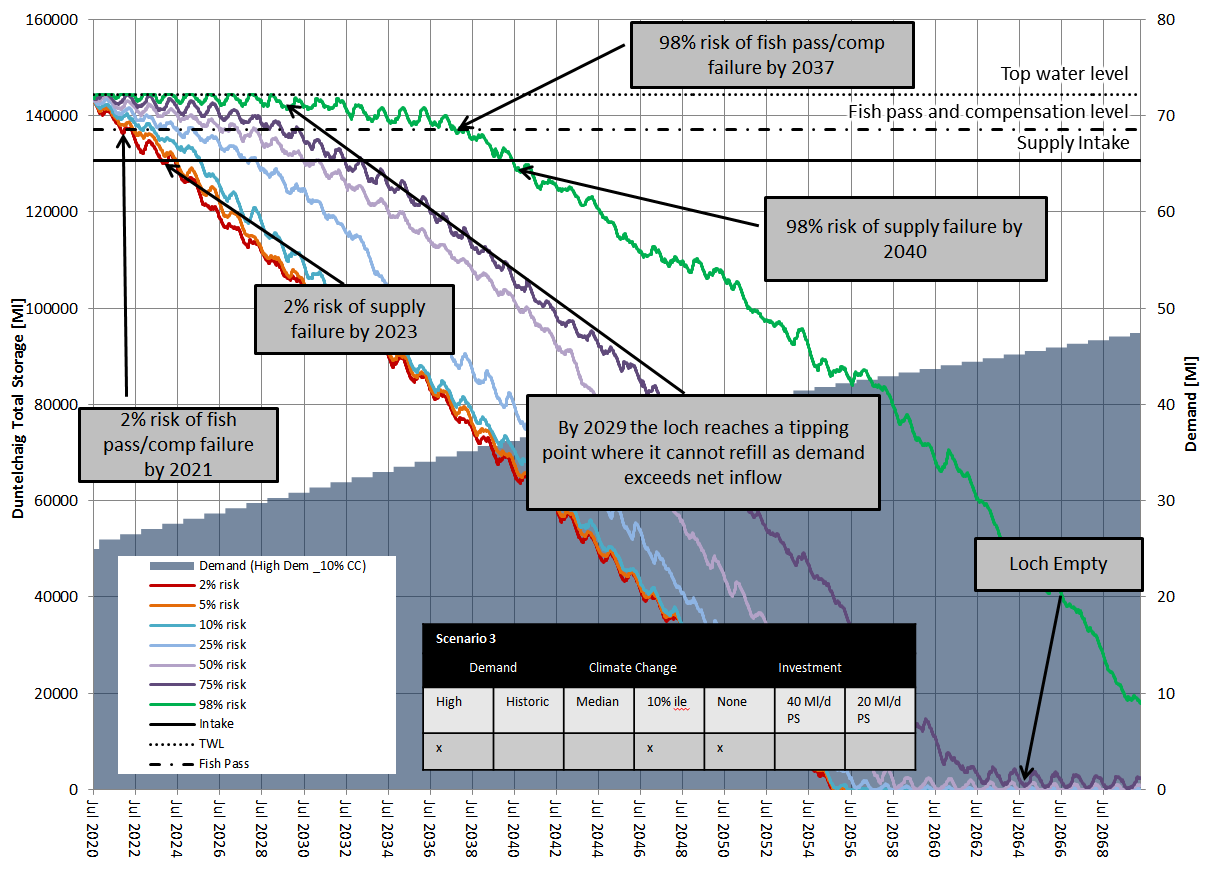 160000
140000
120000
100000
80000
60000
40000
20000
0
Duntelchaig Total Storage [Ml]
80
70
60
50
40
30
20
10
0
Demand [Ml]
98% risk of fish pass/comp
failure by 2037
Top water level
Fish pass and compensation level
Supply Intake
98% risk of supply failure by
2040
2% risk of supply
failure by 2023
2% risk of fish
pass/comp failure
by 2021
By 2029 the loch reaches a tipping
point where it cannot refill as demand
exceeds net inflow
Loch Empty
Demand (High Dem _10% CC)
2% risk
5% risk
10% risk
25% risk
50% risk
75% risk
98% risk
Intake
TWL
Fish Pass
Scenario 3
Demand Climate Change Investment
High Historic Median 10% ile None 40 Ml/d PS 20 Ml/d PS
x x x
Jul 2020
Jul 2022
Jul 2024
Jul 2026
Jul 2028
Jul 2030
Jul 2032
Jul 2034
Jul 2036
Jul 2038
Jul 2040
Jul 2042
Jul 2044
Jul 2046
Jul 2048
Jul 2050
Jul 2052
Jul 2054
Jul 2056
Jul 2058
Jul 2060
Jul 2062
Jul 2064
Jul 2066
Jul 2068